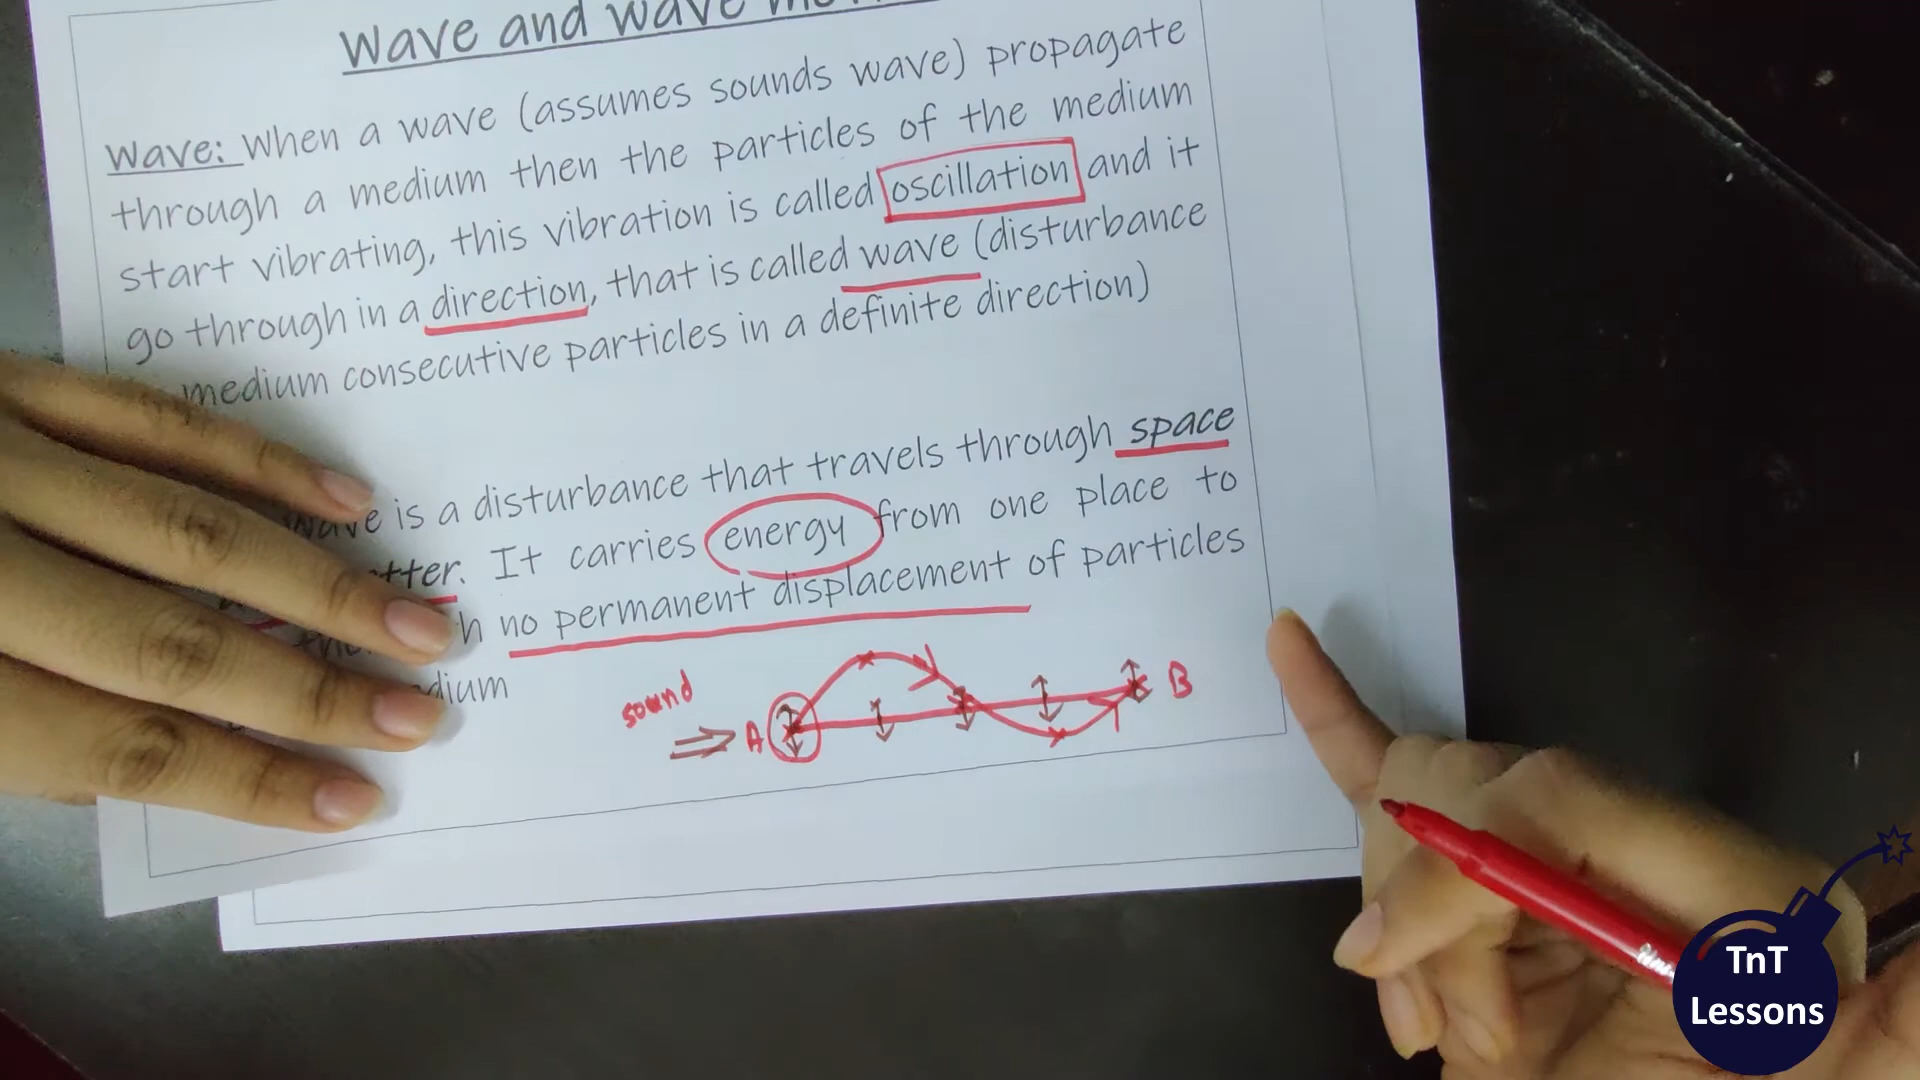 Wave and wave
Wave: When a wave (assumes sounds wave) propagate
through a medium then the particles of the medium
start vibrating, this vibration is called oscillation and it
go through in a direction, that is called wave (disturbance
medium consecutive particles in a definite direction)
wave is a disturbance that travels through space
tter. It carries energy from one place to
h no permanent displacement of particles
dium
sound
A
B
TnT
Lessons